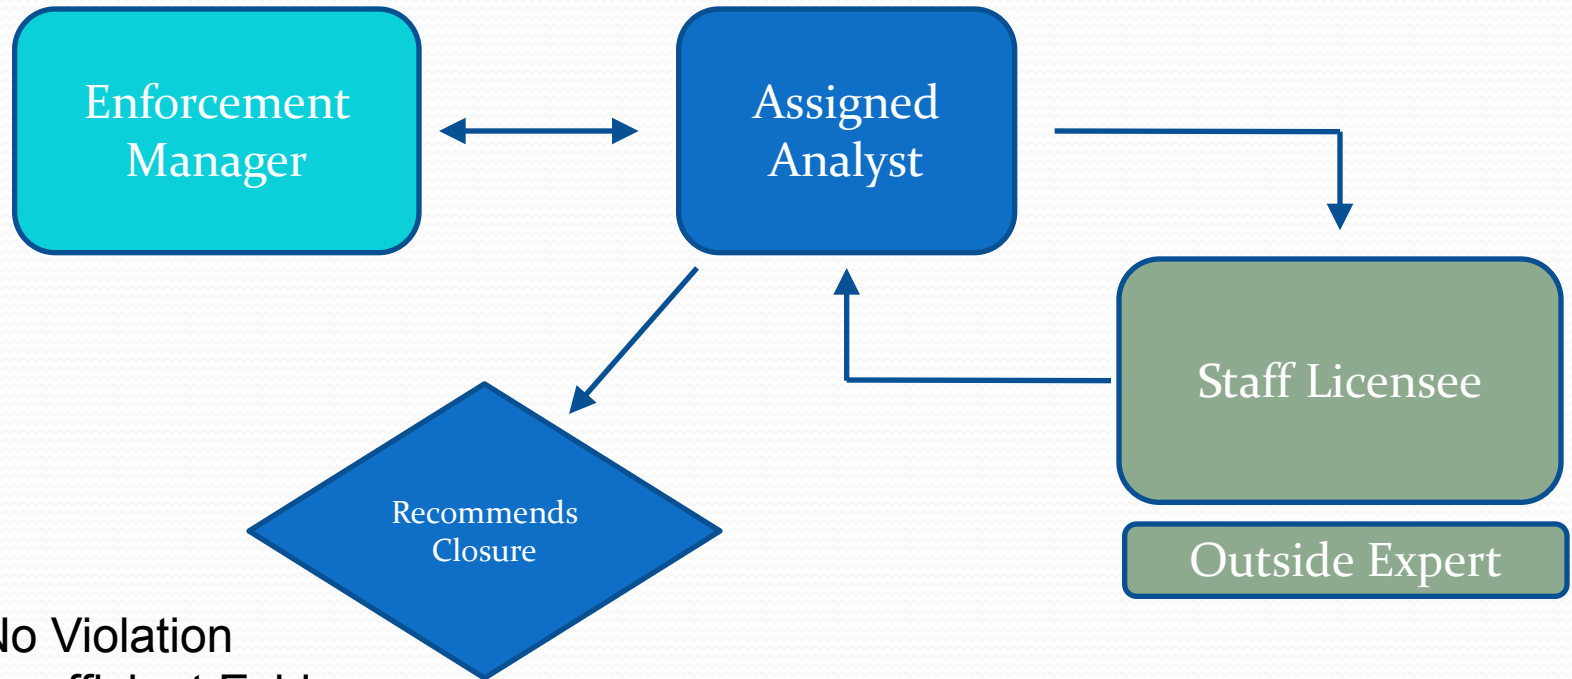 Enforcement
Manager
Assigned
Analyst
Staff Licensee
Recommends
Closure
Outside Expert
No Violation